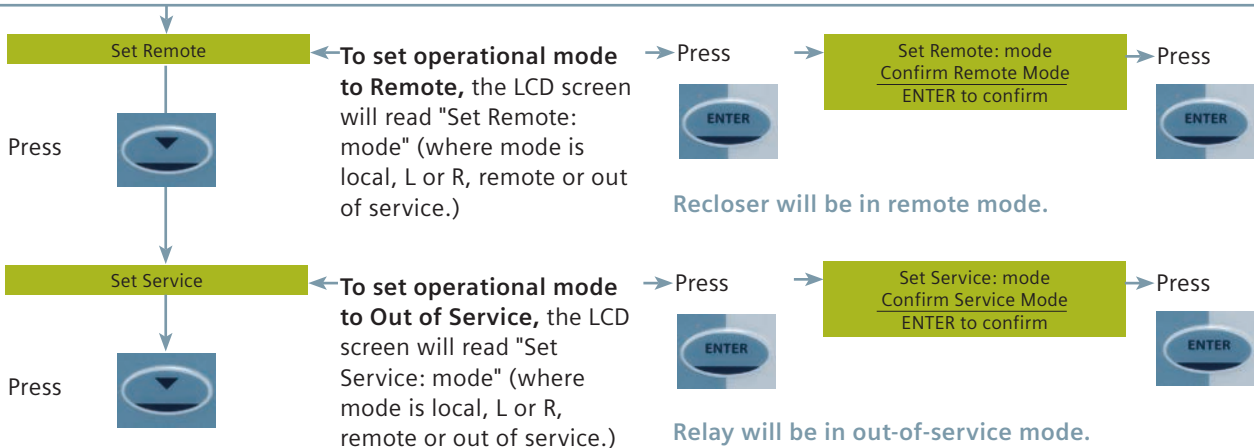 Set Remote
To set operational mode
to Remote, the LCD screen
will read "Set Remote:
mode" (where mode is
local, L or R, remote or out
of service.)
Press
ENTER
Set Remote: mode
Confirm Remote Mode
ENTER to confirm
Press
ENTER
Press
Recloser will be in remote mode.
Set Service
To set operational mode
to Out of Service, the LCD
screen will read "Set
Service: mode" (where
mode is local, L or R,
remote or out of service.)
Press
ENTER
Set Service: mode
Confirm Service Mode
ENTER to confirm
Press
ENTER
Press
Relay will be in out-of-service mode.